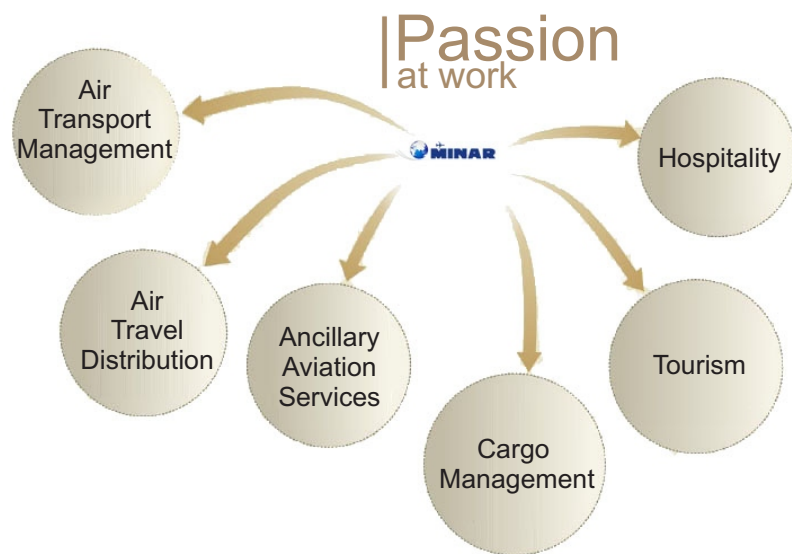 Passion
at work
MINAR
Air
Transport
Management
Hospitality
Air
Travel
Distribution
Ancillary
Aviation
Services
Cargo
Management
Tourism